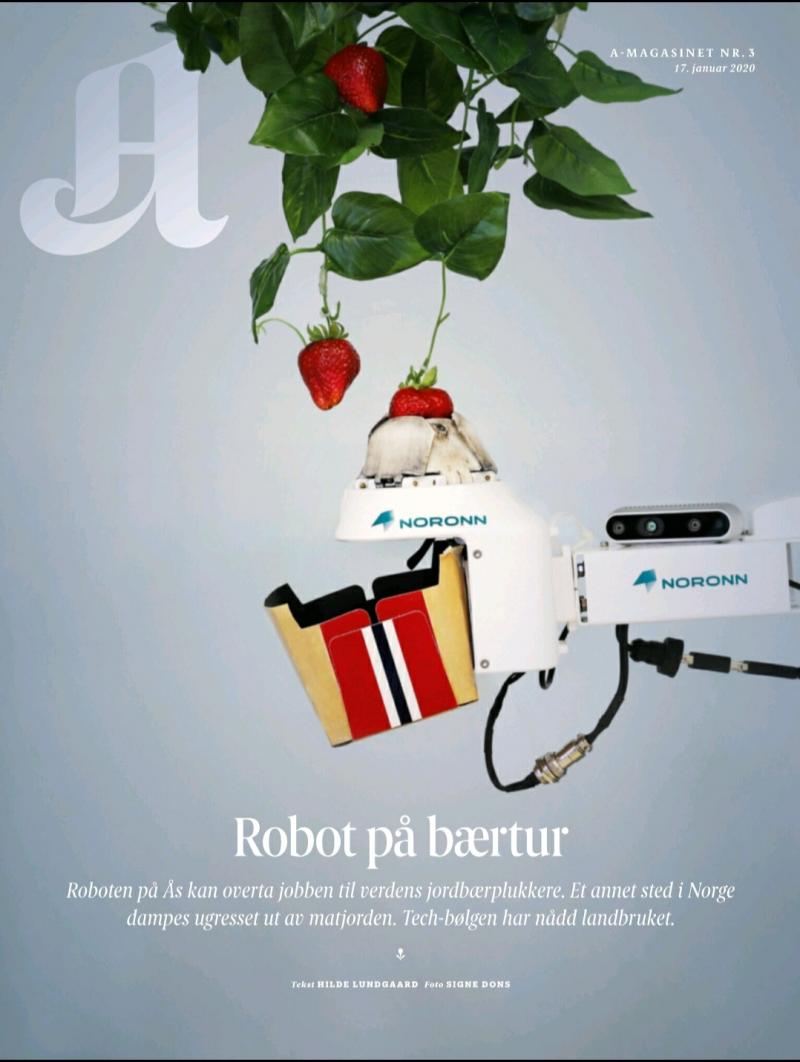 A
A-MAGASINET NR. 3
17. januar 2020
NORONN
NORONN
Robot på bærtur
Roboten på Ås kan overta jobben til verdens jordbærplukkere. Et annet sted i Norge
dampes ugresset ut av matjorden. Tech-bølgen har nådd landbruket.
Tekst HILDE LUNDGAARD Foto SIGNE DONS